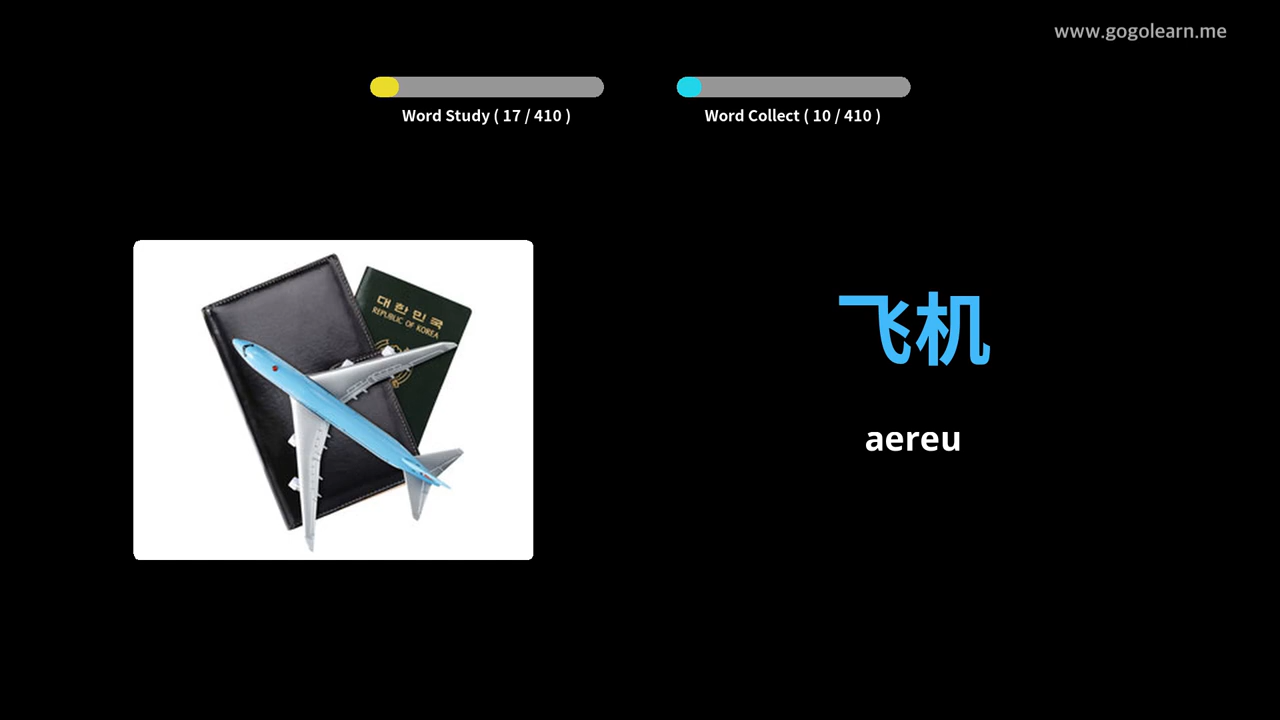 www.gogolearn.me
Word Study ( 17 / 410 )
Word Collect ( 10 / 410 )
대한민국
REPUBLIC OF KOREA
飞机
aereu